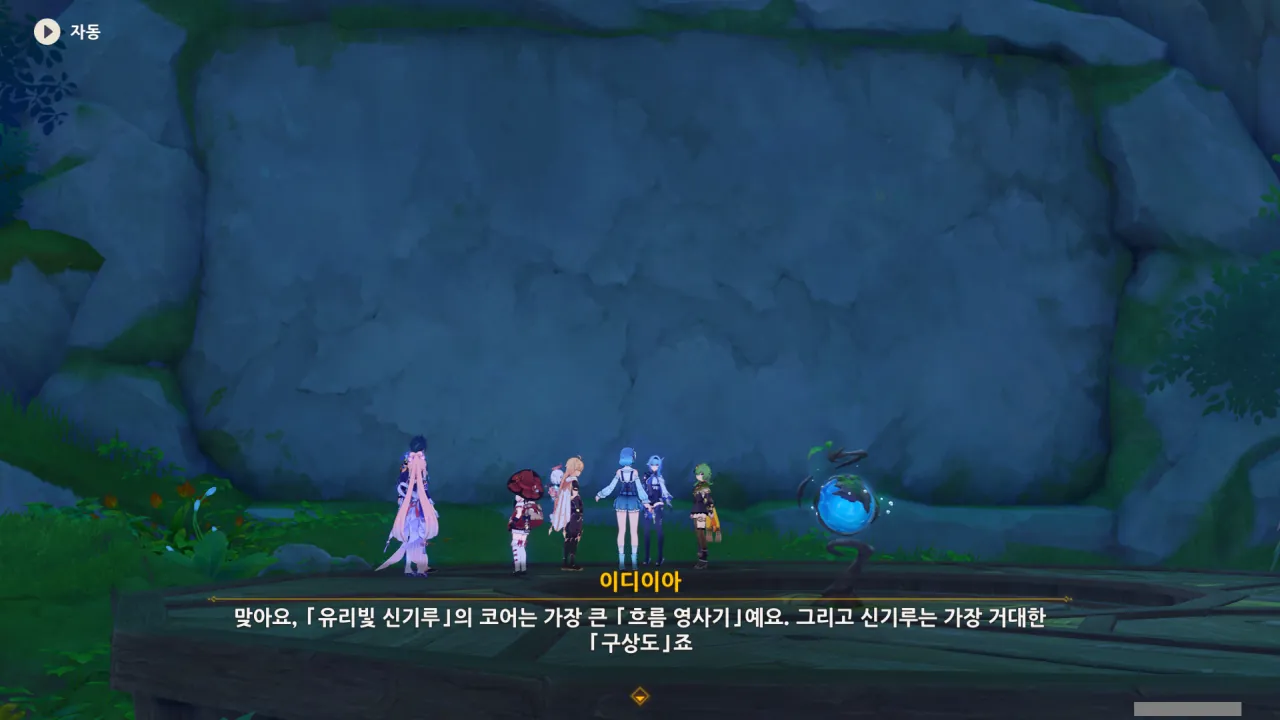 자동
이디이아
맞아요, 「유리빛 신기루」의 코어는 가장 큰 「흐름 영사기」예요. 그리고 신기루는 가장 거대한
「구상도」죠